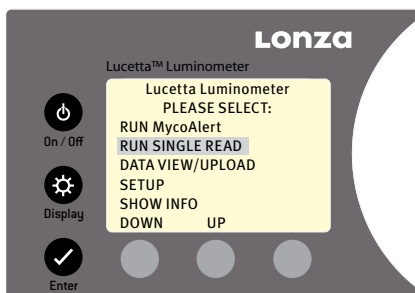 Lonza
Lucetta™ Luminometer
Lucetta Luminometer
PLEASE SELECT:
RUN MycoAlert
RUN SINGLE READ
DATA VIEW/UPLOAD
SETUP
SHOW INFO
DOWN UP
On / Off
Display
Enter